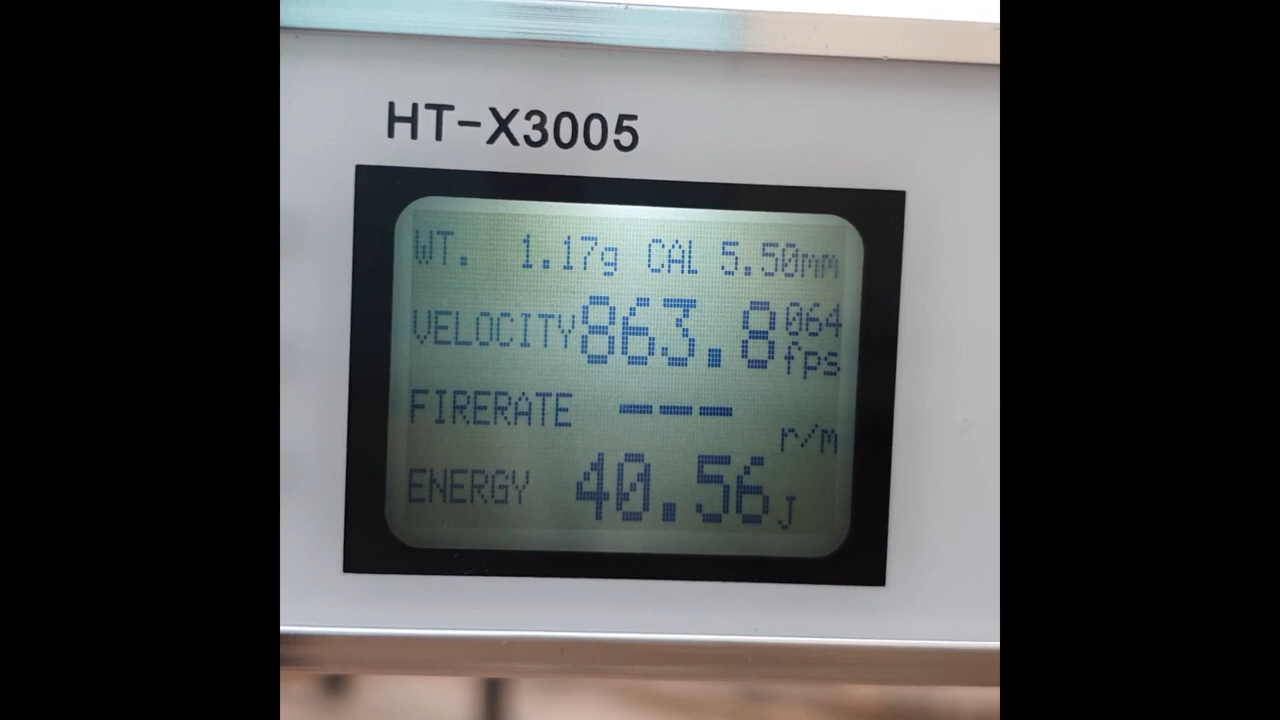 HT-X3005
WT. 1.17g CAL 5.50mm
VELOCITY 863.8 064 fps
FIRERATE --- r/m
ENERGY 40.56 J